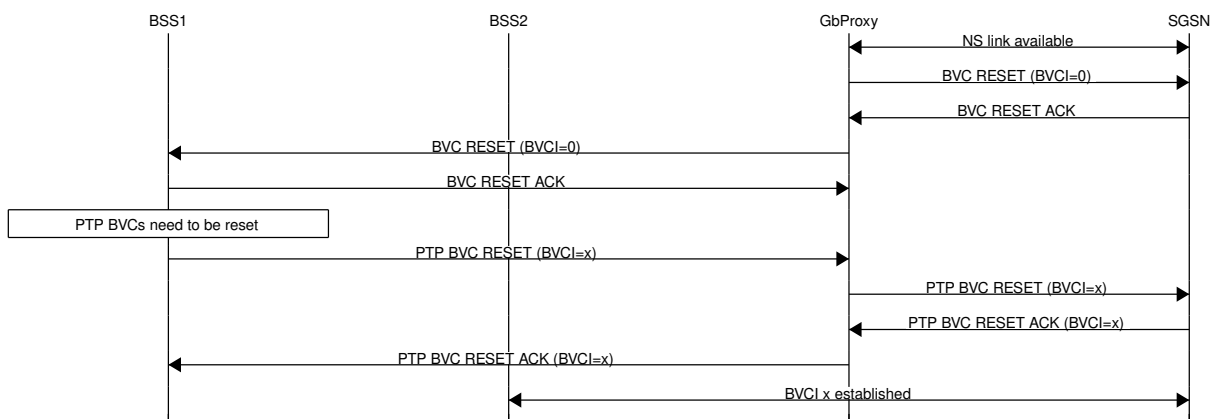 BSS1 BSS2 GbProxy SGSN
NS link available
BVC RESET (BVCI=0)
BVC RESET ACK
BVC RESET (BVCI=0)
BVC RESET ACK
PTP BVCs need to be reset
PTP BVC RESET (BVCI=x)
PTP BVC RESET (BVCI=x)
PTP BVC RESET ACK (BVCI=x)
PTP BVC RESET ACK (BVCI=x)
BVCI x established